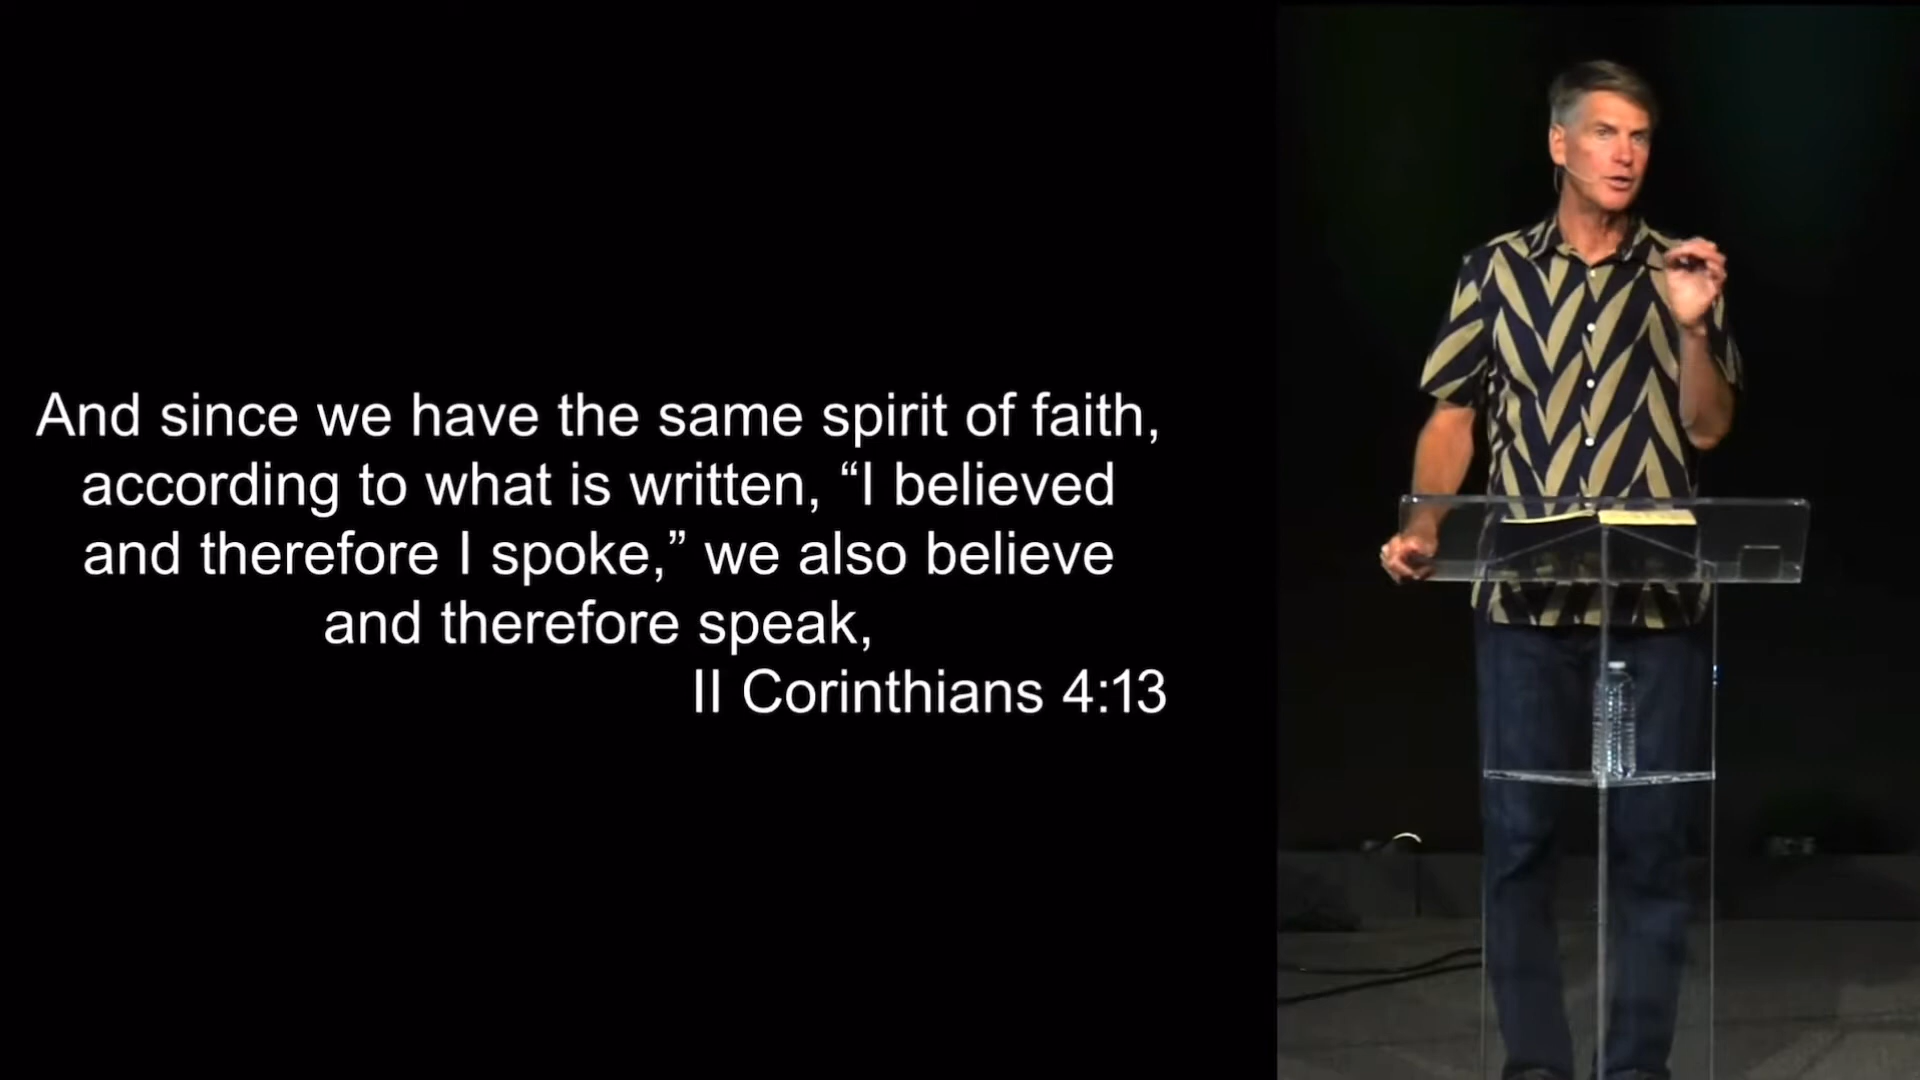 And since we have the same spirit of faith,
according to what is written, “I believed
and therefore I spoke,” we also believe
and therefore speak,
II Corinthians 4:13